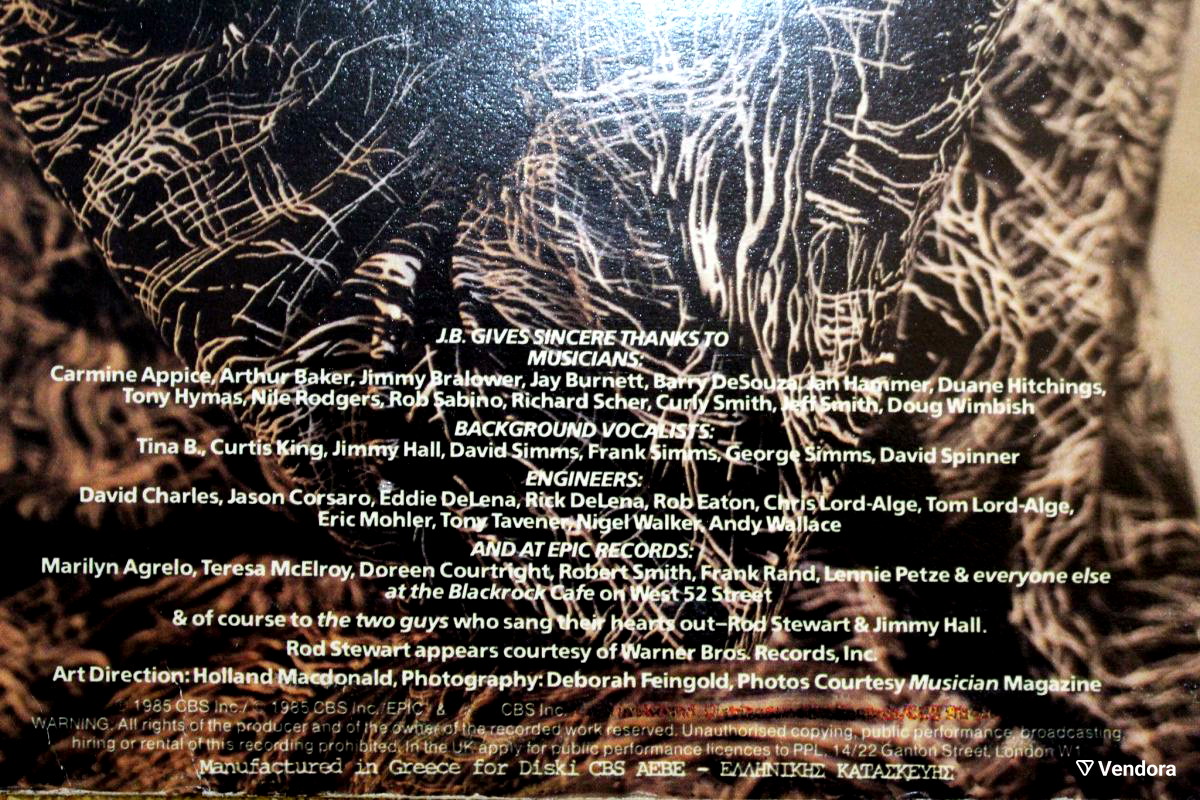 J.B. GIVES SINCERE THANKS TO
MUSICIANS:
Carmine Appice, Arthur Baker, Jimmy Bralower, Jay Burnett, Barry DeSouza, Jan Hammer, Duane Hitchings,
Tony Hymas, Nile Rodgers, Rob Sabino, Richard Scher, Curly Smith, Jeff Smith, Doug Wimbish
BACKGROUND VOCALISTS:
Tina B., Curtis King, Jimmy Hall, David Simms, Frank Simms, George Simms, David Spinner
ENGINEERS:
David Charles, Jason Corsaro, Eddie DeLena, Rick DeLena, Rob Eaton, Chris Lord-Alge, Tom Lord-Alge,
Eric Mohler, Tony Tavener, Nigel Walker, Andy Wallace
AND AT EPIC RECORDS:
Marilyn Agrelo, Teresa McElroy, Doreen Courtright, Robert Smith, Frank Rand, Lennie Petze & everyone else
at the Blackrock Cafe on West 52 Street
& of course to the two guys who sang their hearts out—Rod Stewart & Jimmy Hall.
Rod Stewart appears courtesy of Warner Bros. Records, Inc.
Art Direction: Holland Macdonald, Photography: Deborah Feingold, Photos Courtesy Musician Magazine
1985 CBS Inc./ 1985 CBS Inc./EPIC & CBS Inc.
WARNING. All rights of the producer and of the owner of the recorded work reserved. Unauthorised copying, public performance, broadcasting,
hiring or rental of this recording prohibited. In the UK apply for public performance licences to PPL, 14/22 Ganton Street, London W1
Manufactured in Greece for Diski CBS AEBE - ΕΛΛΗΝΙΚΗΣ ΚΑΤΑΣΚΕΥΗΣ
Vendora